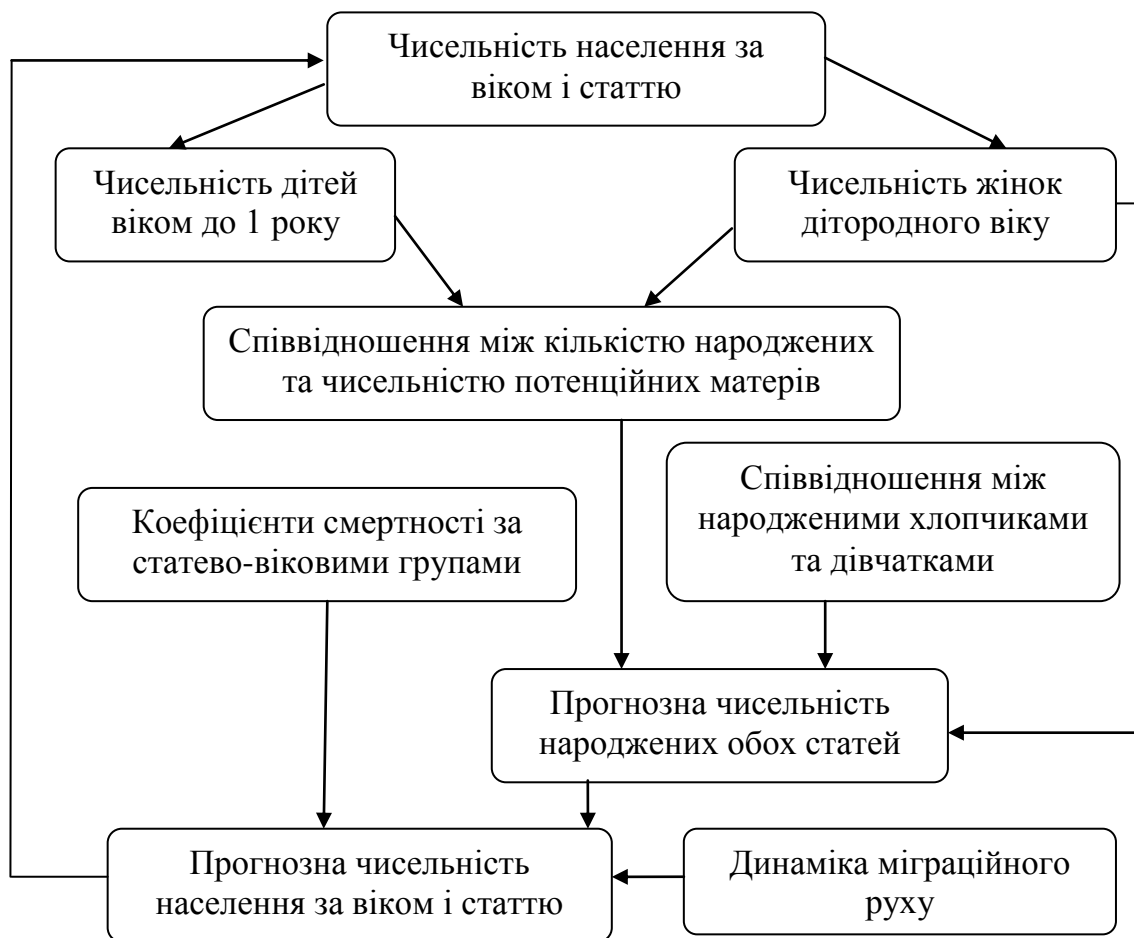 Чисельність населення за
віком і статтю
Чисельність дітей
віком до 1 року
Чисельність жінок
дітородного віку
Співвідношення між кількістю народжених
та чисельністю потенційних матерів
Співвідношення між
народженими хлопчиками
та дівчатками
Коефіцієнти смертності за
статево-віковими групами
Прогнозна чисельність
народжених обох статей
Прогнозна чисельність
населення за віком і статтю
Динаміка міграційного
руху